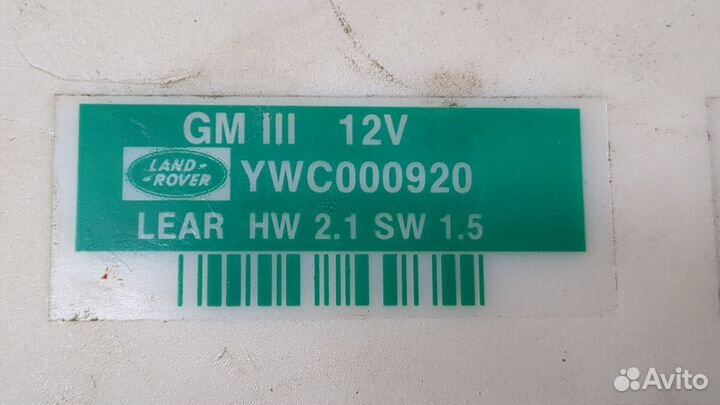 GM III 12V
LAND-
-ROVER
YWC000920
LEAR HW 2.1 SW 1.5
Avito